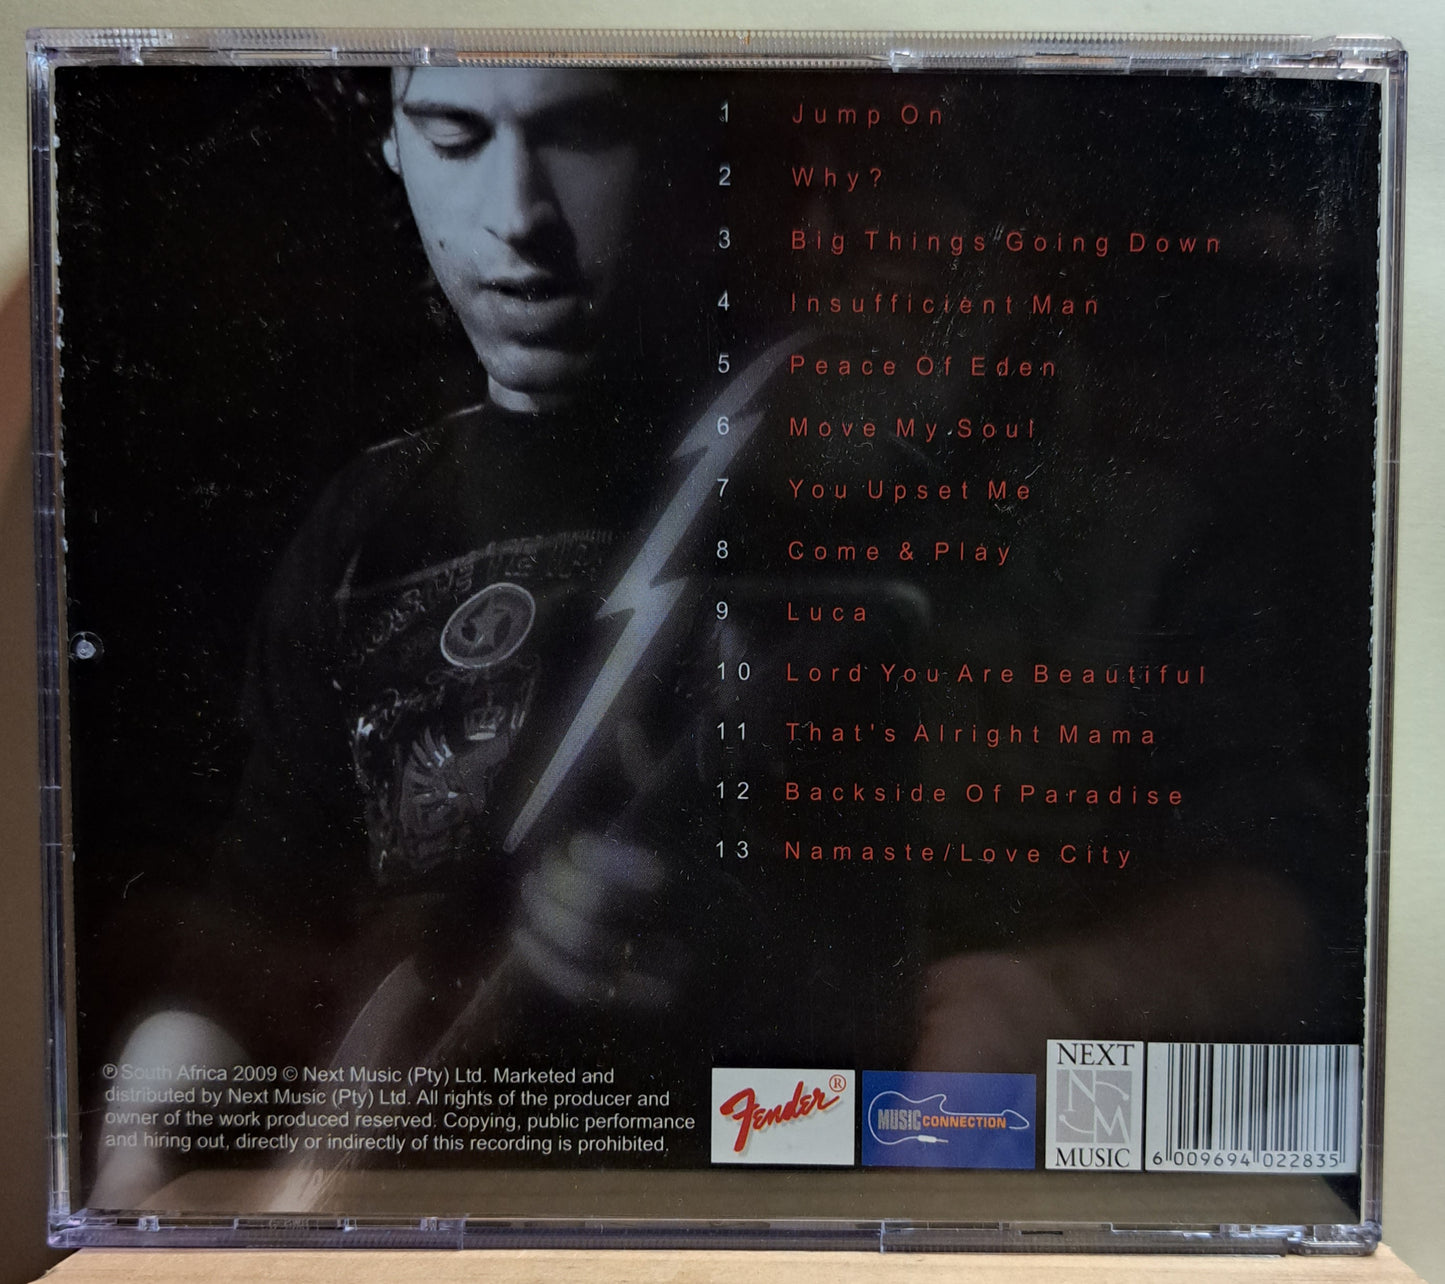 1 Jump On
2 Why?
3 Big Things Going Down
4 Insufficient Man
5 Peace Of Eden
6 Move My Soul
7 You Upset Me
8 Come & Play
9 Luca
10 Lord You Are Beautiful
11 That's Alright Mama
12 Backside Of Paradise
13 Namaste/Love City
℗ South Africa 2009 © Next Music (Pty) Ltd. Marketed and
distributed by Next Music (Pty) Ltd. All rights of the producer and
owner of the work produced reserved. Copying, public performance
and hiring out, directly or indirectly of this recording is prohibited.
Fender®
MUSIC CONNECTION
NEXT
NM
MUSIC
6 009694 022835